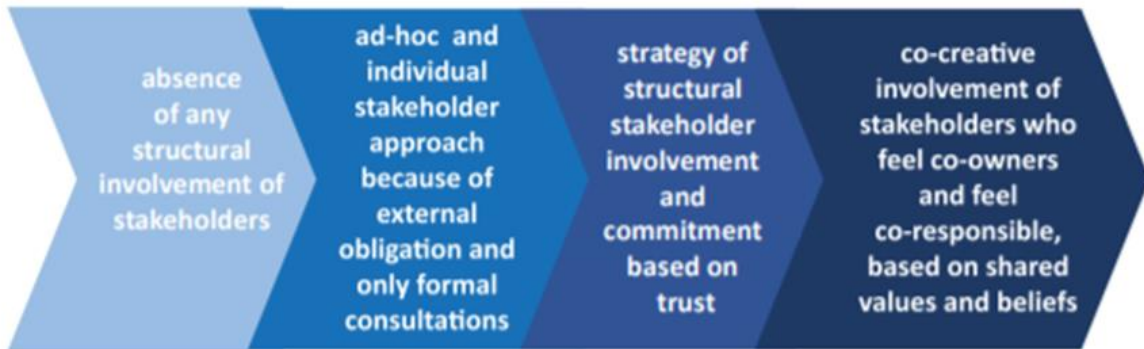 absence
of any
structural
involvement of
stakeholders
ad-hoc and
individual
stakeholder
approach
because of
external
obligation and
only formal
consultations
strategy of
structural
stakeholder
involvement
and
commitment
based on
trust
co-creative
involvement of
stakeholders who
feel co-owners
and feel
co-responsible,
based on shared
values and beliefs